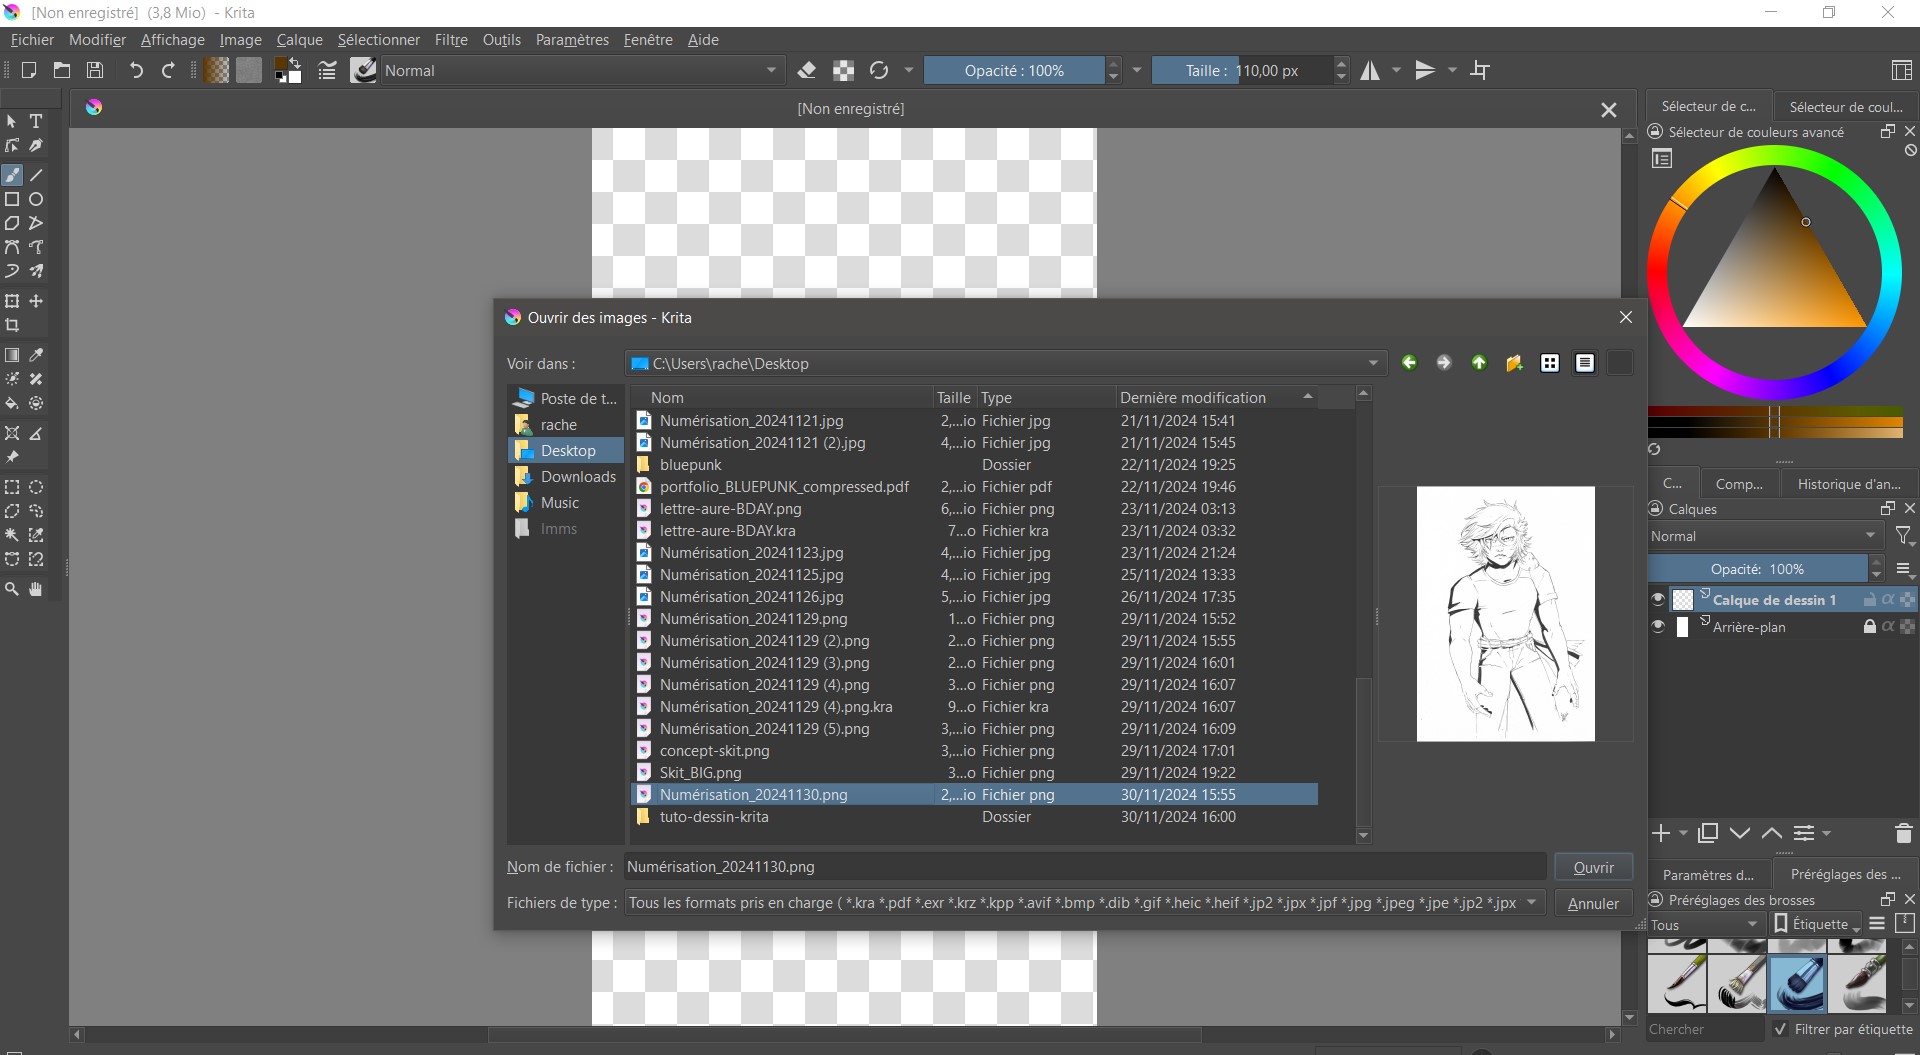 [Non enregistré] (3,8 Mio) - Krita
Fichier Modifier Affichage Image Calque Sélectionner Filtre Outils Paramètres Fenêtre Aide
Normal
Opacité : 100%
Taille : 110,00 px
[Non enregistré]
Sélecteur de c...
Sélecteur de coul...
Sélecteur de couleurs avancé
Ouvrir des images - Krita
Voir dans :
C:\Users\rache\Desktop
Poste de t...
rache
Desktop
Downloads
Music
lmms
Nom Taille Type Dernière modification
Numérisation_20241121.jpg 2,...io Fichier jpg 21/11/2024 15:41
Numérisation_20241121 (2).jpg 4,...io Fichier jpg 21/11/2024 15:45
bluepunk Dossier 22/11/2024 19:25
portfolio_BLUEPUNK_compressed.pdf 2,...io Fichier pdf 22/11/2024 19:46
lettre-aure-BDAY.png 6,...io Fichier png 23/11/2024 03:13
lettre-aure-BDAY.kra 7...o Fichier kra 23/11/2024 03:32
Numérisation_20241123.jpg 4,...io Fichier jpg 23/11/2024 21:24
Numérisation_20241125.jpg 4,...io Fichier jpg 25/11/2024 13:33
Numérisation_20241126.jpg 5,...io Fichier jpg 26/11/2024 17:35
Numérisation_20241129.png 1...o Fichier png 29/11/2024 15:52
Numérisation_20241129 (2).png 2...o Fichier png 29/11/2024 15:55
Numérisation_20241129 (3).png 2...o Fichier png 29/11/2024 16:01
Numérisation_20241129 (4).png 3...o Fichier png 29/11/2024 16:07
Numérisation_20241129 (4).png.kra 9...o Fichier kra 29/11/2024 16:07
Numérisation_20241129 (5).png 3,...io Fichier png 29/11/2024 16:09
concept-skit.png 3,...io Fichier png 29/11/2024 17:01
Skit_BIG.png 3...o Fichier png 29/11/2024 19:22
Numérisation_20241130.png 2,...io Fichier png 30/11/2024 15:55
tuto-dessin-krita Dossier 30/11/2024 16:00
Nom de fichier : Numérisation_20241130.png
Ouvrir
Fichiers de type : Tous les formats pris en charge ( *.kra *.pdf *.exr *.krz *.kpp *.avif *.bmp *.dib *.gif *.heic *.heif *.jp2 *.jpx *.jpf *.jpg *.jpeg *.jpe *.jp2 *.jpx
Annuler
C...
Comp...
Historique d'an...
Calques
Normal
Opacité: 100%
Calque de dessin 1
Arrière-plan
Paramètres d...
Préréglages des ...
Préréglages des brosses
Tous
Étiquette
Chercher
Filtrer par étiquette